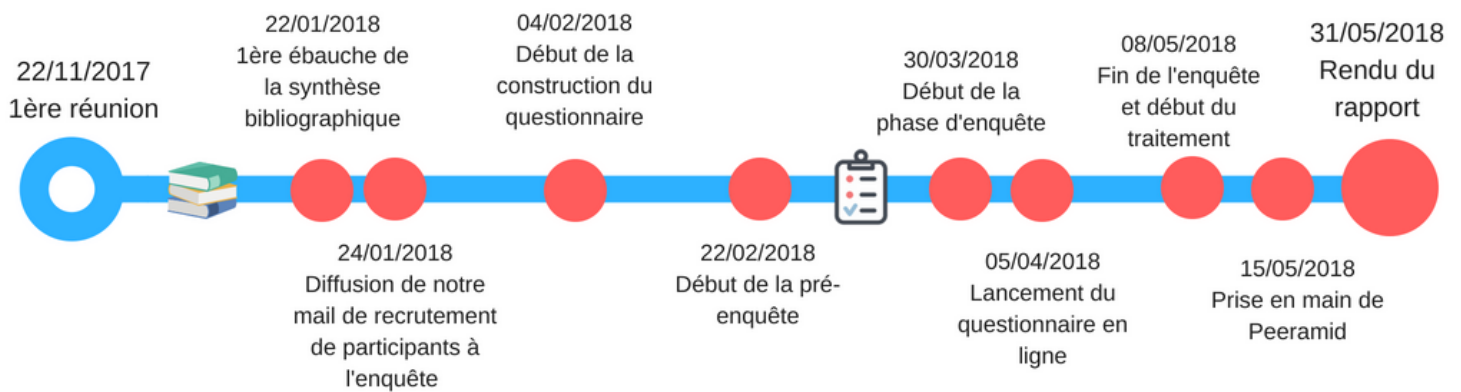 22/11/2017
1ère réunion
22/01/2018
1ère ébauche de
la synthèse
bibliographique
24/01/2018
Diffusion de notre
mail de recrutement
de participants à
l'enquête
04/02/2018
Début de la
construction du
questionnaire
22/02/2018
Début de la pré-
enquête
30/03/2018
Début de la
phase d'enquête
05/04/2018
Lancement du
questionnaire en
ligne
08/05/2018
Fin de l'enquête
et début du
traitement
15/05/2018
Prise en main de
Peeramid
31/05/2018
Rendu du
rapport